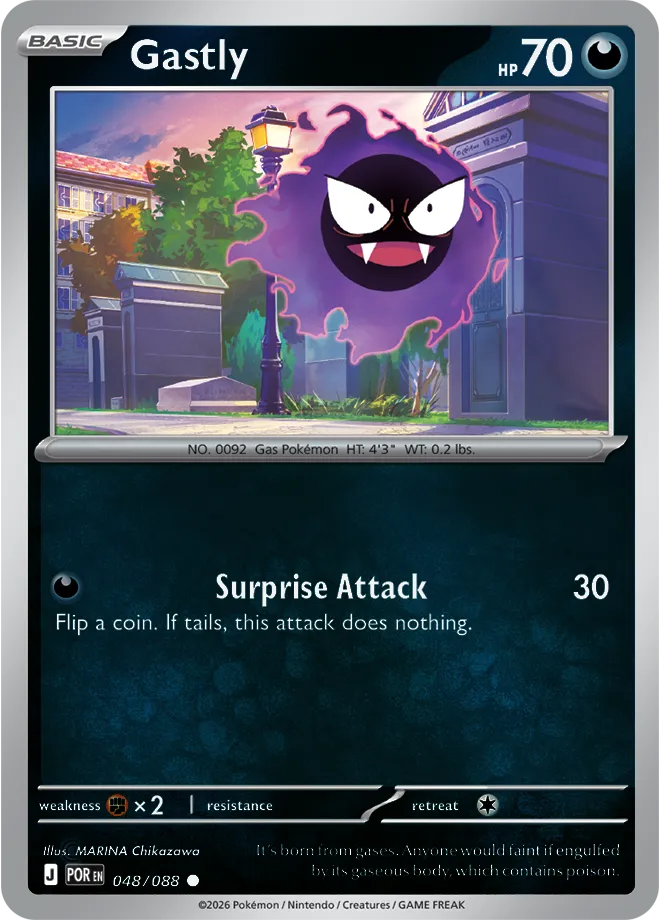 BASIC
Gastly
HP 70
NO. 0092 Gas Pokémon HT: 4'3" WT: 0.2 lbs.
Surprise Attack 30
Flip a coin. If tails, this attack does nothing.
weakness ×2 resistance retreat
Illus. MARINA Chikazawa
It's born from gases. Anyone would faint if engulfed
by its gaseous body, which contains poison.
J POR EN 048/088
©2026 Pokémon / Nintendo / Creatures / GAME FREAK